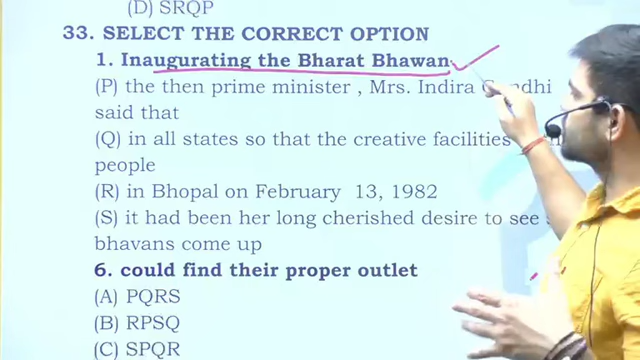 (D) SRQP
33. SELECT THE CORRECT OPTION
1. Inaugurating the Bharat Bhawan
(P) the then prime minister , Mrs. Indira Gandhi
said that
(Q) in all states so that the creative facilities
people
(R) in Bhopal on February 13, 1982
(S) it had been her long cherished desire to see
bhavans come up
6. could find their proper outlet
(A) PQRS
(B) RPSQ
(C) SPQR